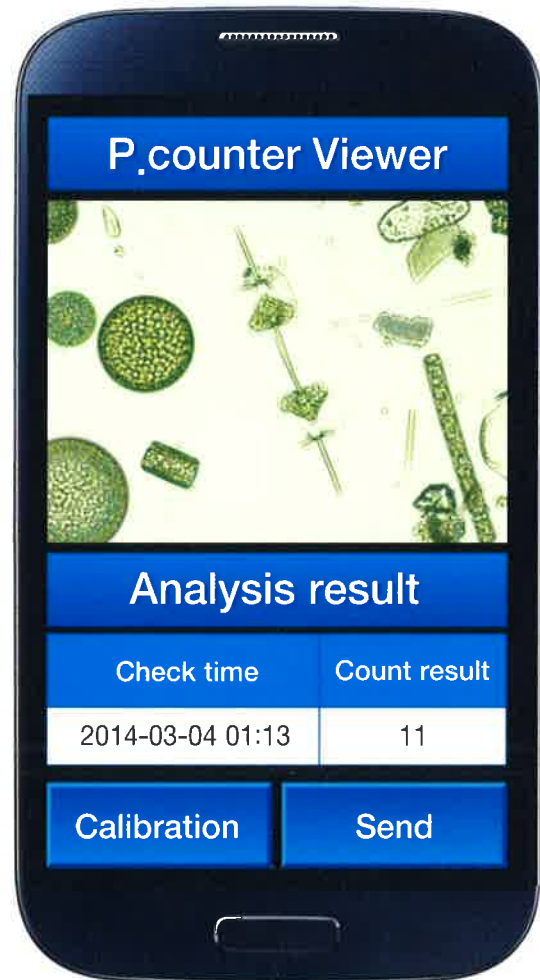 P.counter Viewer
Analysis result
Check time Count result
2014-03-04 01:13 11
Calibration Send